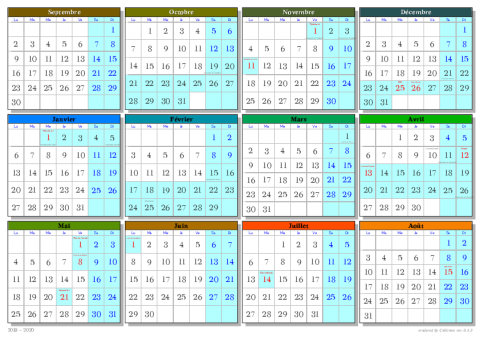 Septembre
Lu Ma Me Je Ve Sa Di
1
2 3 4 5 6 7 8
9 10 11 12 13 14 15
16 17 18 19 20 21 22
23 24 25 26 27 28 29
30
Octobre
Lu Ma Me Je Ve Sa Di
1 2 3 4 5 6
7 8 9 10 11 12 13
14 15 16 17 18 19 20
21 22 23 24 25 26 27
28 29 30 31
Novembre
Lu Ma Me Je Ve Sa Di
1 2 3
4 5 6 7 8 9 10
11 12 13 14 15 16 17
18 19 20 21 22 23 24
25 26 27 28 29 30
Décembre
Lu Ma Me Je Ve Sa Di
1
2 3 4 5 6 7 8
9 10 11 12 13 14 15
16 17 18 19 20 21 22
23 24 25 26 27 28 29
30 31
Janvier
Lu Ma Me Je Ve Sa Di
1 2 3 4 5
6 7 8 9 10 11 12
13 14 15 16 17 18 19
20 21 22 23 24 25 26
27 28 29 30 31
Février
Lu Ma Me Je Ve Sa Di
1 2
3 4 5 6 7 8 9
10 11 12 13 14 15 16
17 18 19 20 21 22 23
24 25 26 27 28 29
Mars
Lu Ma Me Je Ve Sa Di
1
2 3 4 5 6 7 8
9 10 11 12 13 14 15
16 17 18 19 20 21 22
23 24 25 26 27 28 29
30 31
Avril
Lu Ma Me Je Ve Sa Di
1 2 3 4 5
6 7 8 9 10 11 12
13 14 15 16 17 18 19
20 21 22 23 24 25 26
27 28 29 30
Mai
Lu Ma Me Je Ve Sa Di
1 2 3
4 5 6 7 8 9 10
11 12 13 14 15 16 17
18 19 20 21 22 23 24
25 26 27 28 29 30 31
Juin
Lu Ma Me Je Ve Sa Di
1 2 3 4 5 6 7
8 9 10 11 12 13 14
15 16 17 18 19 20 21
22 23 24 25 26 27 28
29 30
Juillet
Lu Ma Me Je Ve Sa Di
1 2 3 4 5
6 7 8 9 10 11 12
13 14 15 16 17 18 19
20 21 22 23 24 25 26
27 28 29 30 31
Août
Lu Ma Me Je Ve Sa Di
1 2
3 4 5 6 7 8 9
10 11 12 13 14 15 16
17 18 19 20 21 22 23
24 25 26 27 28 29 30
31
2019 - 2020